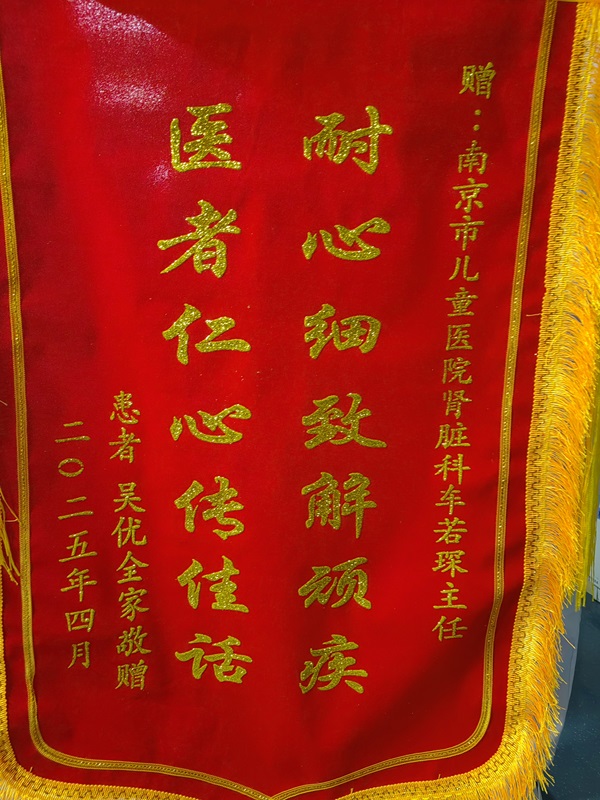 赠：南京市儿童医院肾脏科车若琛主任
耐心细致解顽疾
医者仁心传佳话
患者 吴优全家敬赠
二〇二五年四月